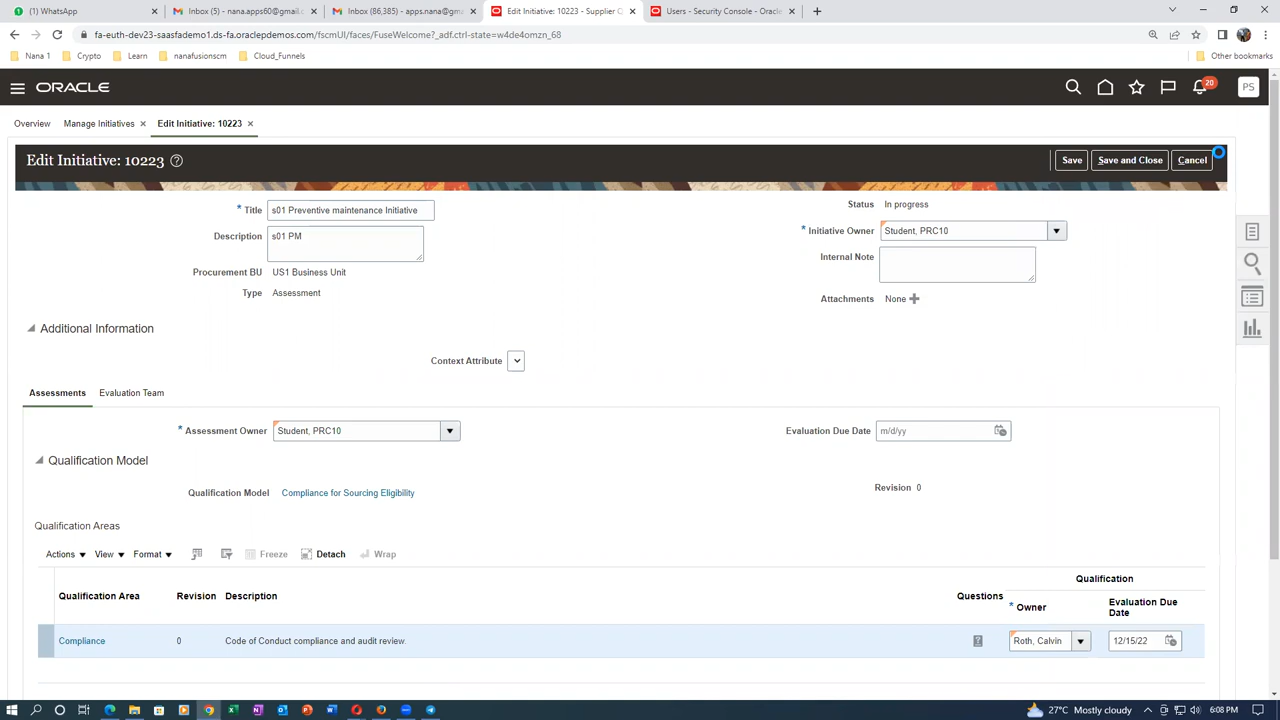 (1) WhatsApp
Inbox (5) - nana.apps60@gmail.c
Inbox (86,385) - apps.nana@gma
Edit Initiative: 10223 - Supplier Q
Users - Security Console - Oracle
fa-euth-dev23-saasfademo1.ds-fa.oraclepdemos.com/fscmUI/faces/FuseWelcome?_adf.ctrl-state=w4de4omzn_68
Nana 1
Crypto
Learn
nanafusionscm
Cloud_Funnels
Other bookmarks
ORACLE
20
PS
Overview
Manage Initiatives
Edit Initiative: 10223
Edit Initiative: 10223
Save
Save and Close
Cancel
* Title s01 Preventive maintenance Initiative
Description s01 PM
Procurement BU US1 Business Unit
Type Assessment
Status In progress
* Initiative Owner Student, PRC10
Internal Note
Attachments None
Additional Information
Context Attribute
Assessments
Evaluation Team
* Assessment Owner Student, PRC10
Evaluation Due Date m/d/yy
Qualification Model
Qualification Model Compliance for Sourcing Eligibility
Revision 0
Qualification Areas
Actions View Format Freeze Detach Wrap
Qualification
Qualification Area Revision Description Questions * Owner Evaluation Due Date
Compliance 0 Code of Conduct compliance and audit review. Roth, Calvin 12/15/22
27°C Mostly cloudy
6:08 PM